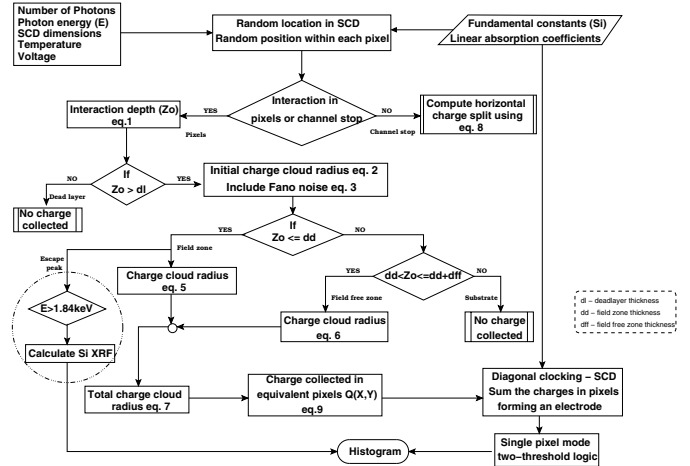 Number of Photons
Photon energy (E)
SCD dimensions
Temperature
Voltage
Random location in SCD
Random position within each pixel
Fundamental constants (Si)
Linear absorption coefficients
Interaction in
pixels or channel stop
YES
Pixels
NO
Channel stop
Compute horizontal
charge split using
eq. 8
Interaction depth (Zo)
eq.1
If
Zo > dl
NO
Dead layer
YES
No charge
collected
Initial charge cloud radius eq. 2
Include Fano noise eq. 3
If
Zo <= dd
YES
NO
Field zone
Escape
peak
Charge cloud radius
eq. 5
dd<Zo<=dd+dff
YES
Field free zone
NO
Substrate
E>1.84keV
Charge cloud radius
eq. 6
No charge
collected
dl – deadlayer thickness
dd – field zone thickness
dff – field free zone thickness
Calculate Si XRF
Total charge cloud
radius eq. 7
Charge collected in
equivalent pixels Q(X,Y)
eq.9
Diagonal clocking – SCD
Sum the charges in pixels
forming an electrode
Single pixel mode
two–threshold logic
Histogram